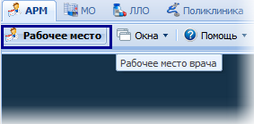 АРМ МО ЛЛО Поликлиника
Рабочее место Окна Помощь
Рабочее место врача